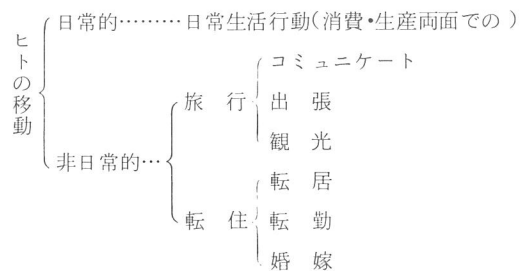 ヒトの移動
日常的………日常生活行動(消費・生産両面での)
非日常的…
旅行
コミュニケート
出張
観光
転住
転居
転勤
婚嫁